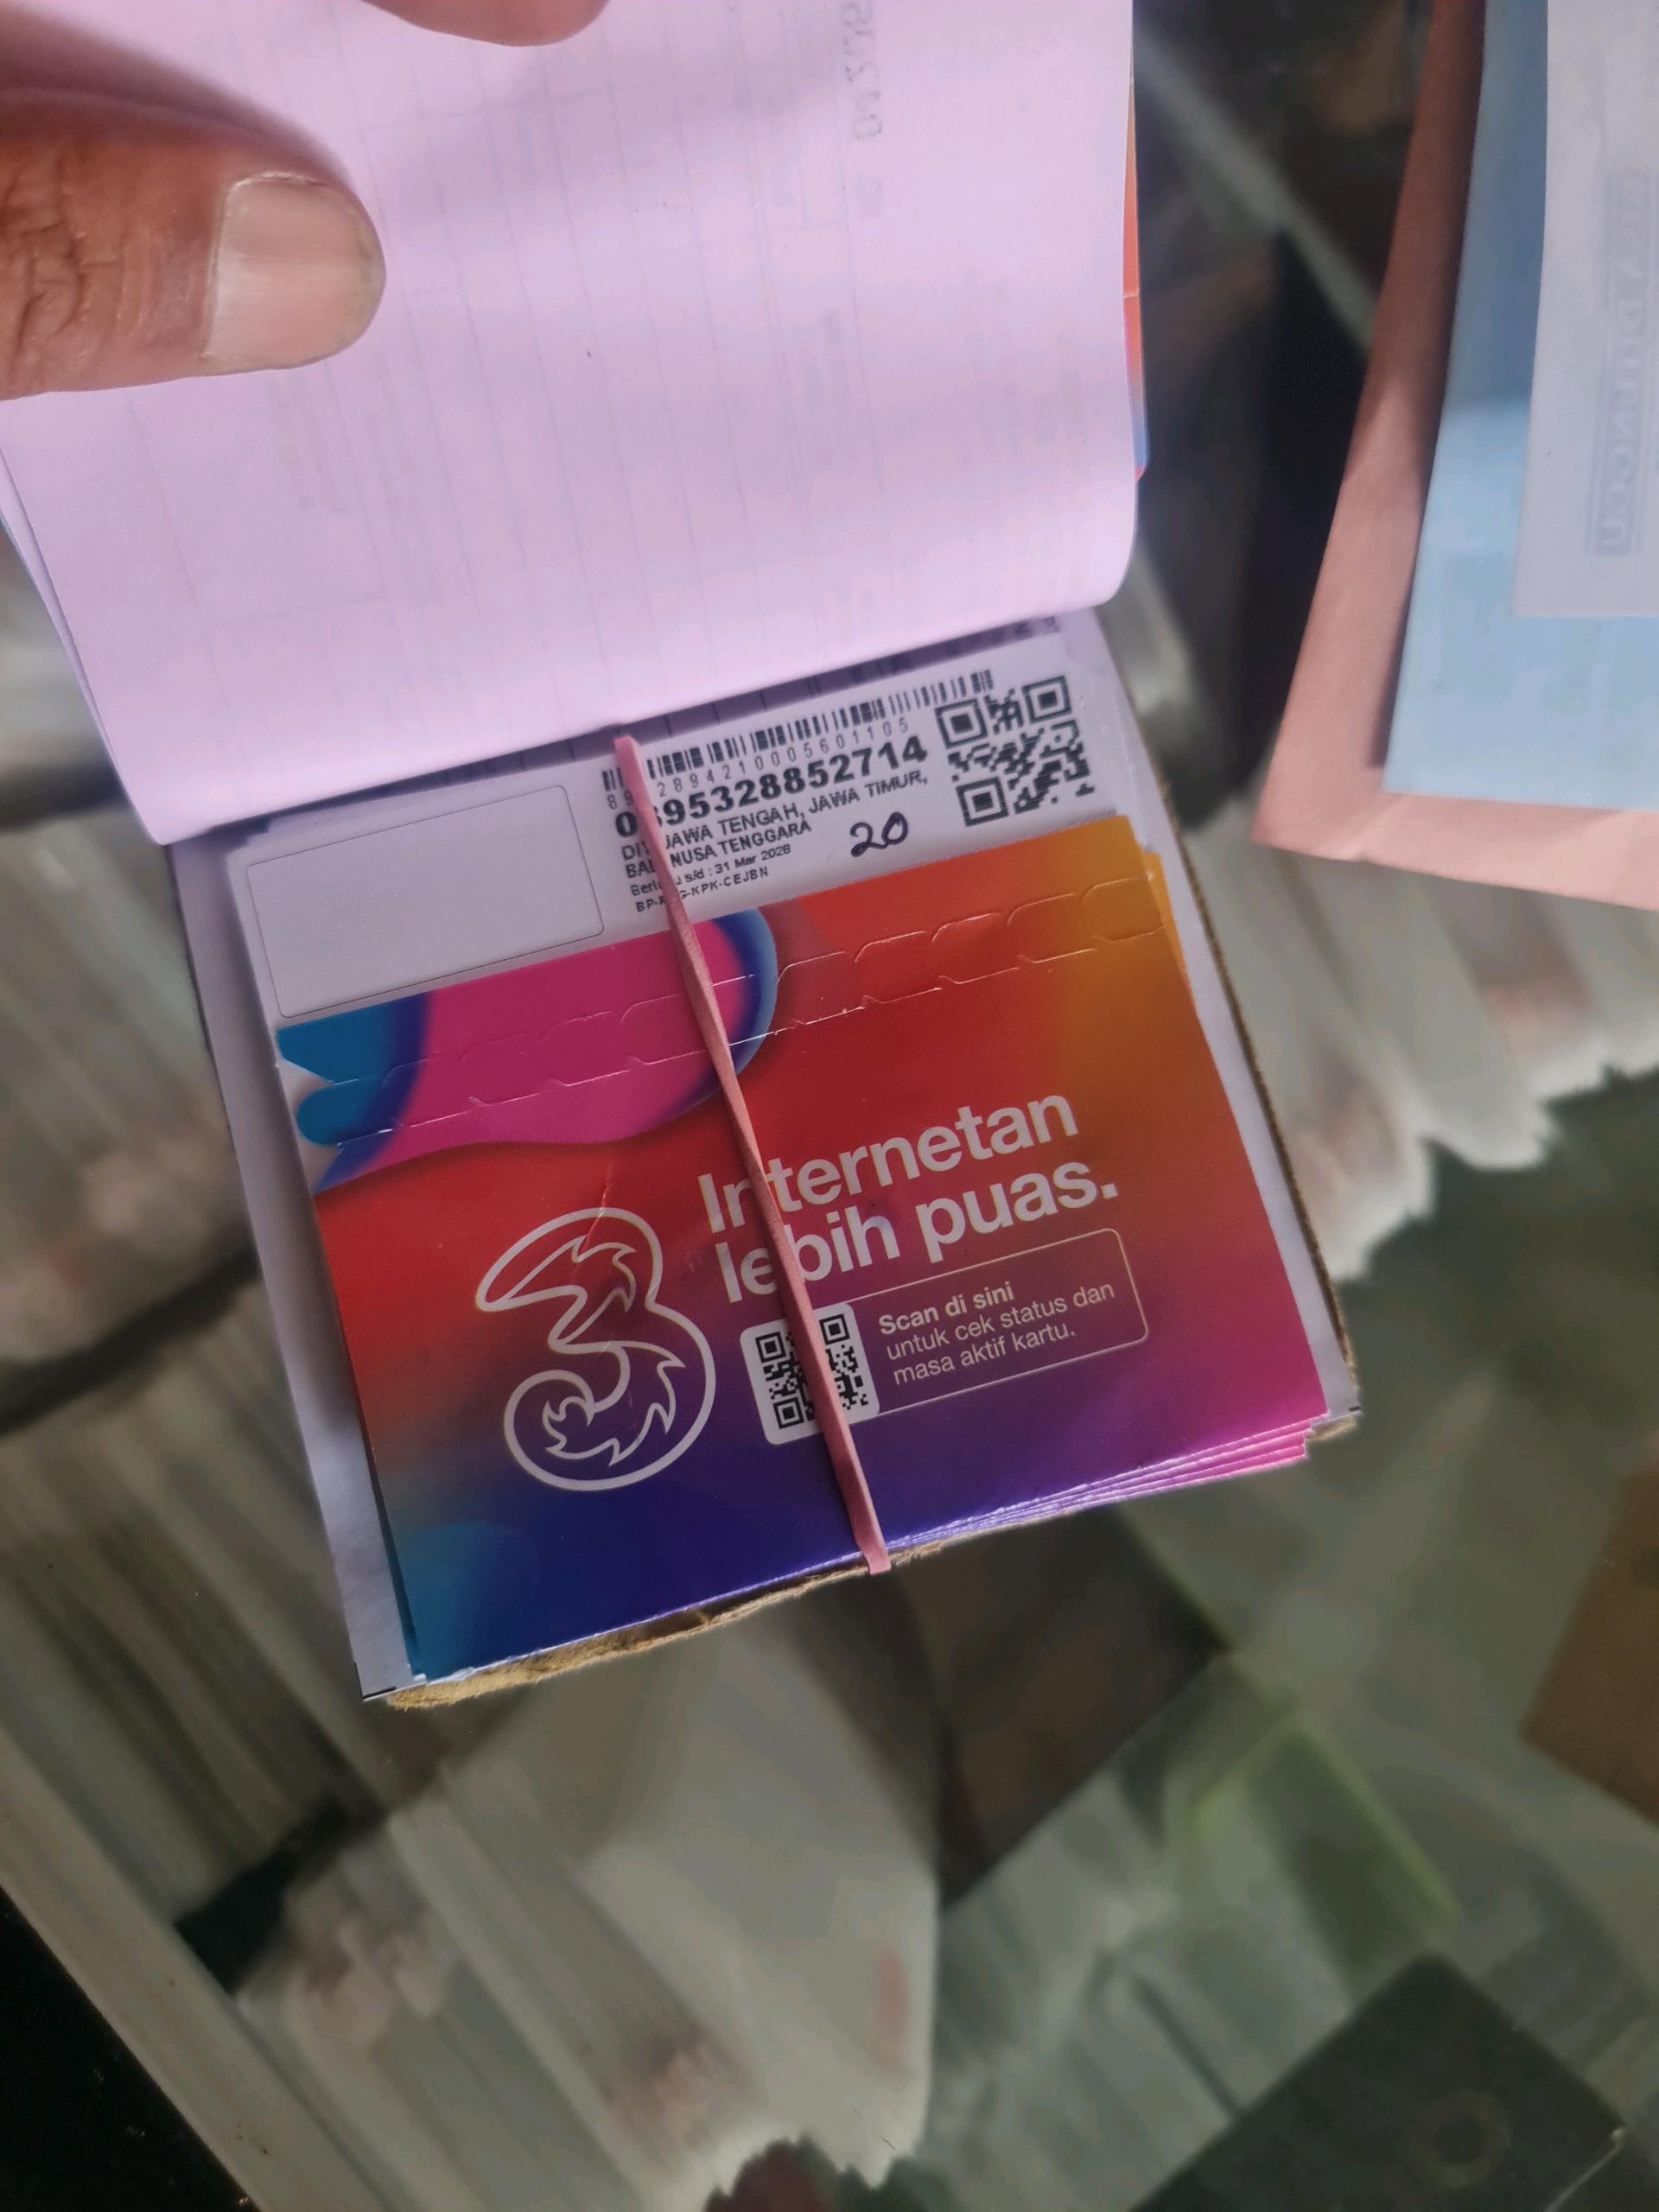 0895328852714
JAWA TENGAH, JAWA TIMUR,
NUSA TENGGARA
20
s/d : 31 Mar 2028
Internetan
lebih puas.
3
Scan di sini
untuk cek status dan
masa aktif kartu.